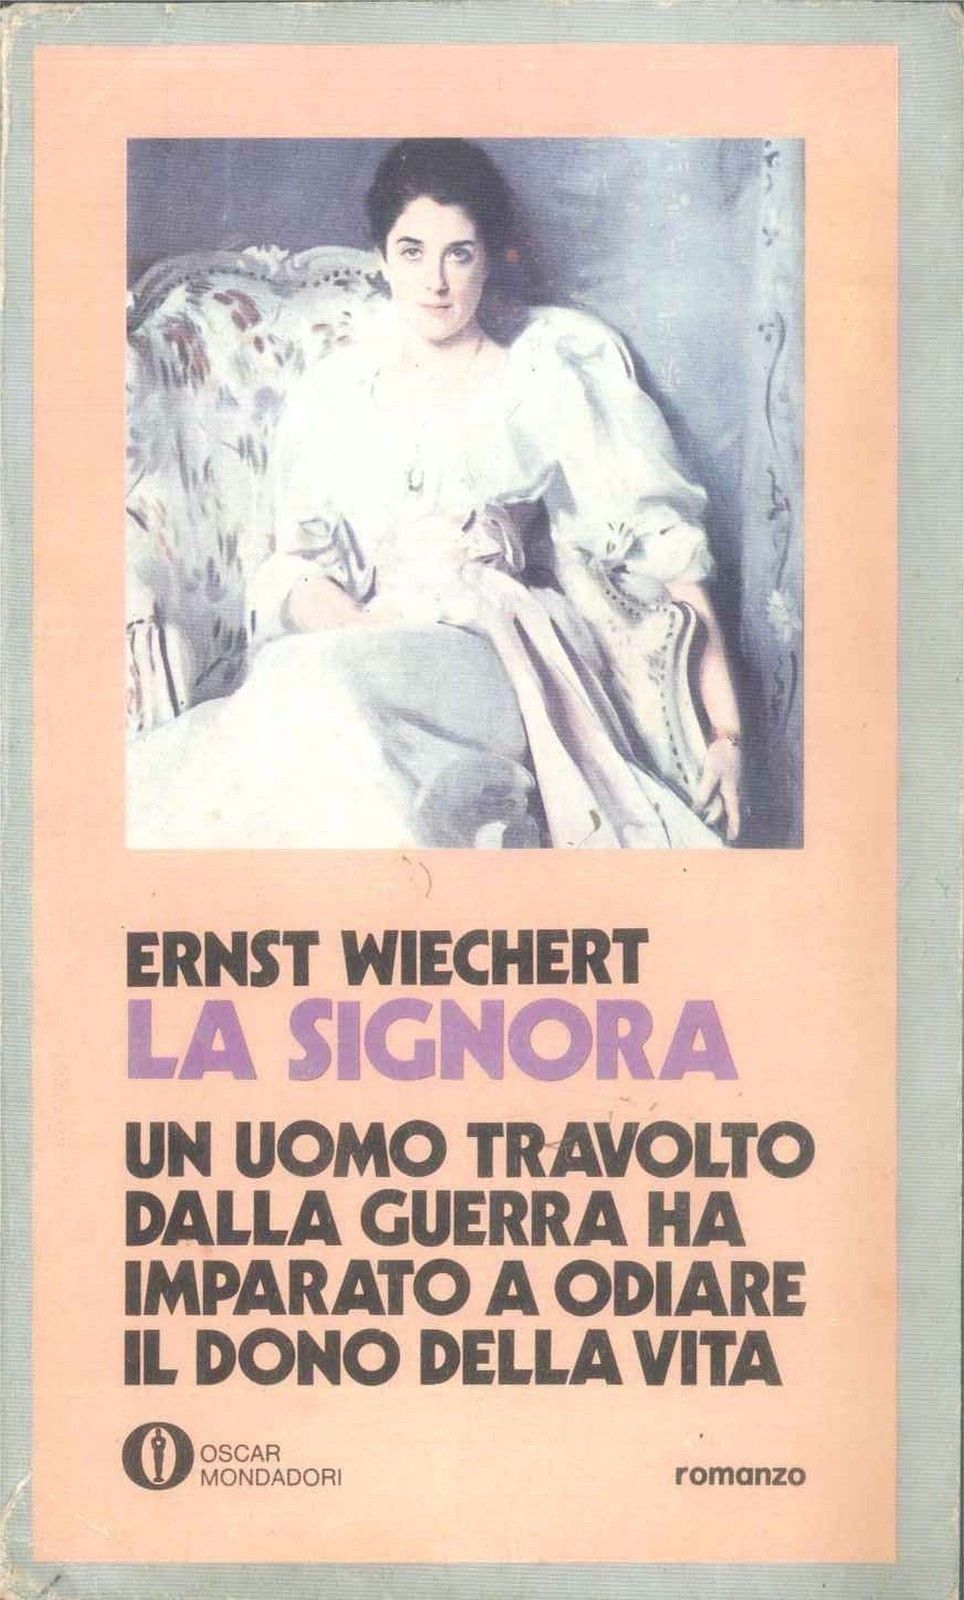 ERNST WIECHERT
LA SIGNORA
UN UOMO TRAVOLTO
DALLA GUERRA HA
IMPARATO A ODIARE
IL DONO DELLA VITA
OSCAR
MONDADORI
romanzo